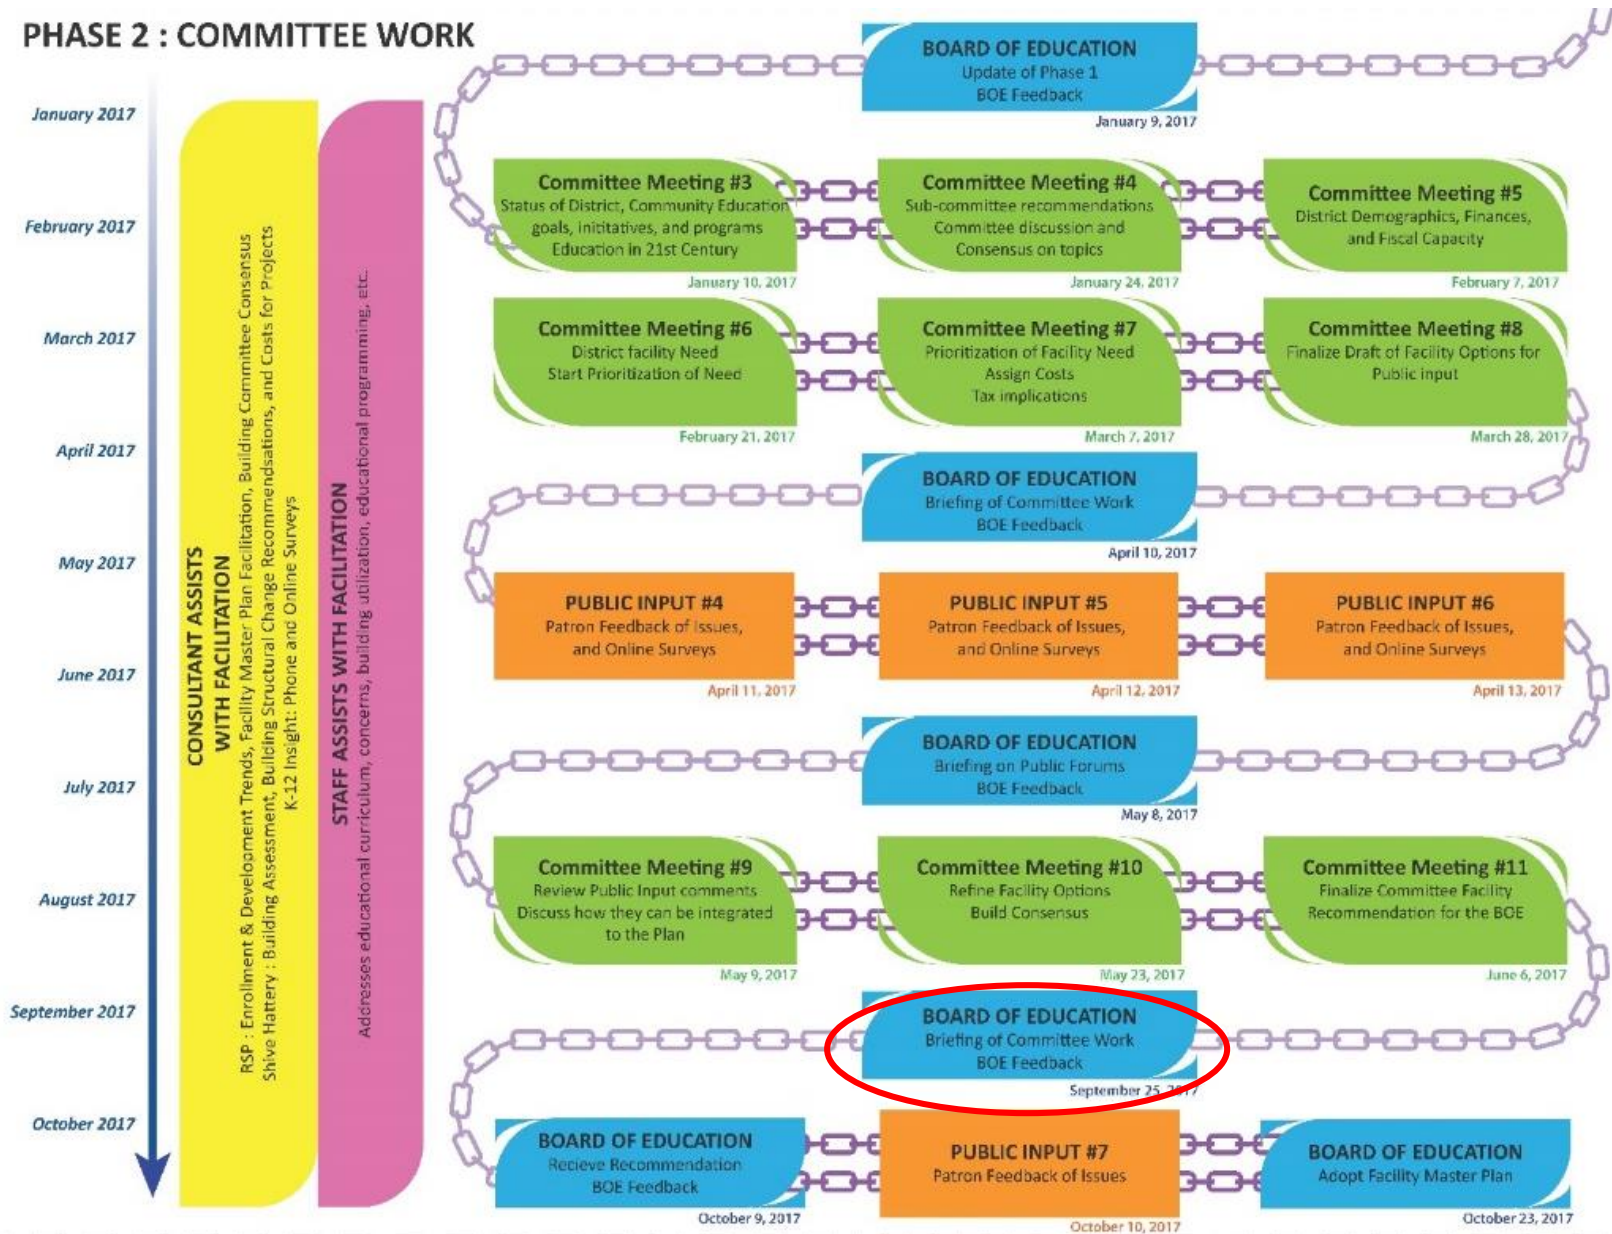 PHASE 2 : COMMITTEE WORK
January 2017
February 2017
March 2017
April 2017
May 2017
June 2017
July 2017
August 2017
September 2017
October 2017
CONSULTANT ASSISTS
WITH FACILITATION
RSP : Enrollment & Development Trends, Facility Master Plan Facilitation, Building Committee Consensus
Shive Hattery : Building Assessment, Building Structural Change Recommendsations, and Costs for Projects
K-12 Insight: Phone and Online Surveys
STAFF ASSISTS WITH FACILITATION
Addresses educational curriculum, concerns, building utilization, educational programming, etc.
BOARD OF EDUCATION
Update of Phase 1
BOE Feedback
January 9, 2017
Committee Meeting #3
Status of District, Community Education
goals, inititatives, and programs
Education in 21st Century
January 10, 2017
Committee Meeting #4
Sub-committee recommendations
Committee discussion and
Consensus on topics
January 24, 2017
Committee Meeting #5
District Demographics, Finances,
and Fiscal Capacity
February 7, 2017
Committee Meeting #6
District facility Need
Start Prioritization of Need
February 21, 2017
Committee Meeting #7
Prioritization of Facility Need
Assign Costs
Tax implications
March 7, 2017
Committee Meeting #8
Finalize Draft of Facility Options for
Public input
March 28, 2017
BOARD OF EDUCATION
Briefing of Committee Work
BOE Feedback
April 10, 2017
PUBLIC INPUT #4
Patron Feedback of Issues,
and Online Surveys
April 11, 2017
PUBLIC INPUT #5
Patron Feedback of Issues,
and Online Surveys
April 12, 2017
PUBLIC INPUT #6
Patron Feedback of Issues,
and Online Surveys
April 13, 2017
BOARD OF EDUCATION
Briefing on Public Forums
BOE Feedback
May 8, 2017
Committee Meeting #9
Review Public Input comments
Discuss how they can be integrated
to the Plan
May 9, 2017
Committee Meeting #10
Refine Facility Options
Build Consensus
May 23, 2017
Committee Meeting #11
Finalize Committee Facility
Recommendation for the BOE
June 6, 2017
BOARD OF EDUCATION
Briefing of Committee Work
BOE Feedback
September 25, 2017
BOARD OF EDUCATION
Recieve Recommendation
BOE Feedback
October 9, 2017
PUBLIC INPUT #7
Patron Feedback of Issues
October 10, 2017
BOARD OF EDUCATION
Adopt Facility Master Plan
October 23, 2017